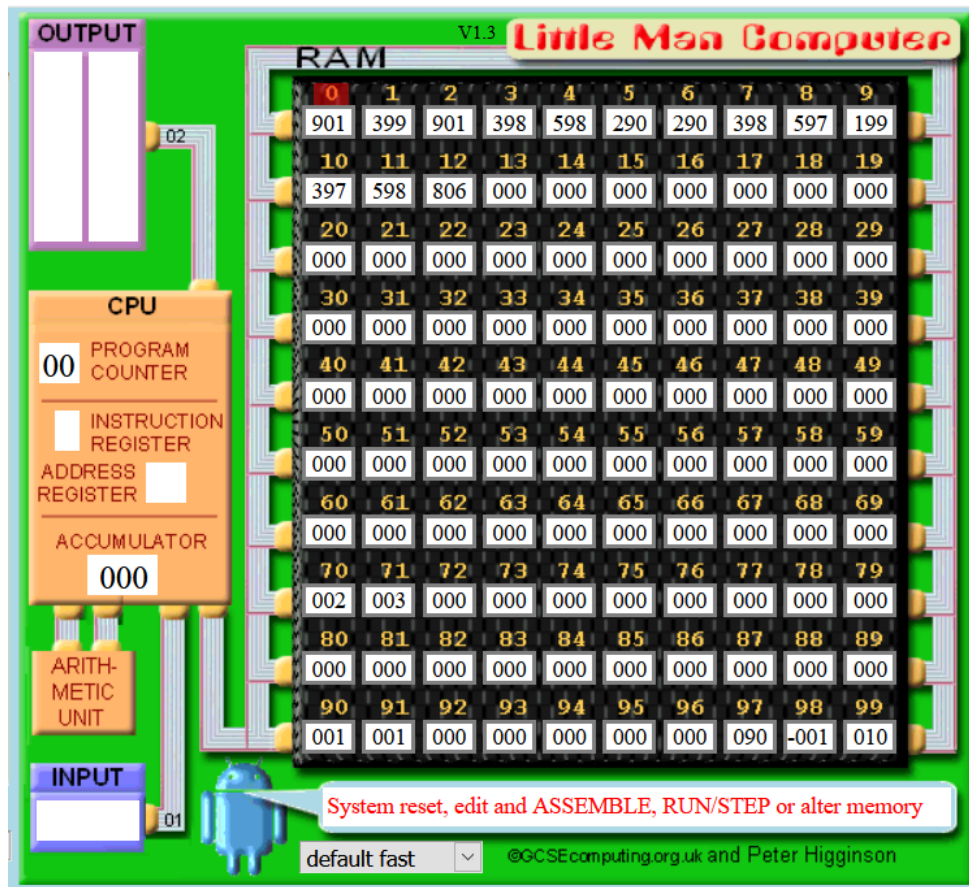 OUTPUT
V1.3 Little Man Computer
RAM
0 1 2 3 4 5 6 7 8 9
901 399 901 398 598 290 290 398 597 199
02
10 11 12 13 14 15 16 17 18 19
397 598 806 000 000 000 000 000 000 000
20 21 22 23 24 25 26 27 28 29
000 000 000 000 000 000 000 000 000 000
30 31 32 33 34 35 36 37 38 39
000 000 000 000 000 000 000 000 000 000
40 41 42 43 44 45 46 47 48 49
000 000 000 000 000 000 000 000 000 000
50 51 52 53 54 55 56 57 58 59
000 000 000 000 000 000 000 000 000 000
60 61 62 63 64 65 66 67 68 69
000 000 000 000 000 000 000 000 000 000
70 71 72 73 74 75 76 77 78 79
002 003 000 000 000 000 000 000 000 000
80 81 82 83 84 85 86 87 88 89
000 000 000 000 000 000 000 000 000 000
90 91 92 93 94 95 96 97 98 99
001 001 000 000 000 000 000 090 -001 010
CPU
00 PROGRAM
COUNTER
INSTRUCTION
REGISTER
ADDRESS
REGISTER
ACCUMULATOR
000
ARITH-
METIC
UNIT
INPUT
01
System reset, edit and ASSEMBLE, RUN/STEP or alter memory
default fast
©GCSEcomputing.org.uk and Peter Higginson